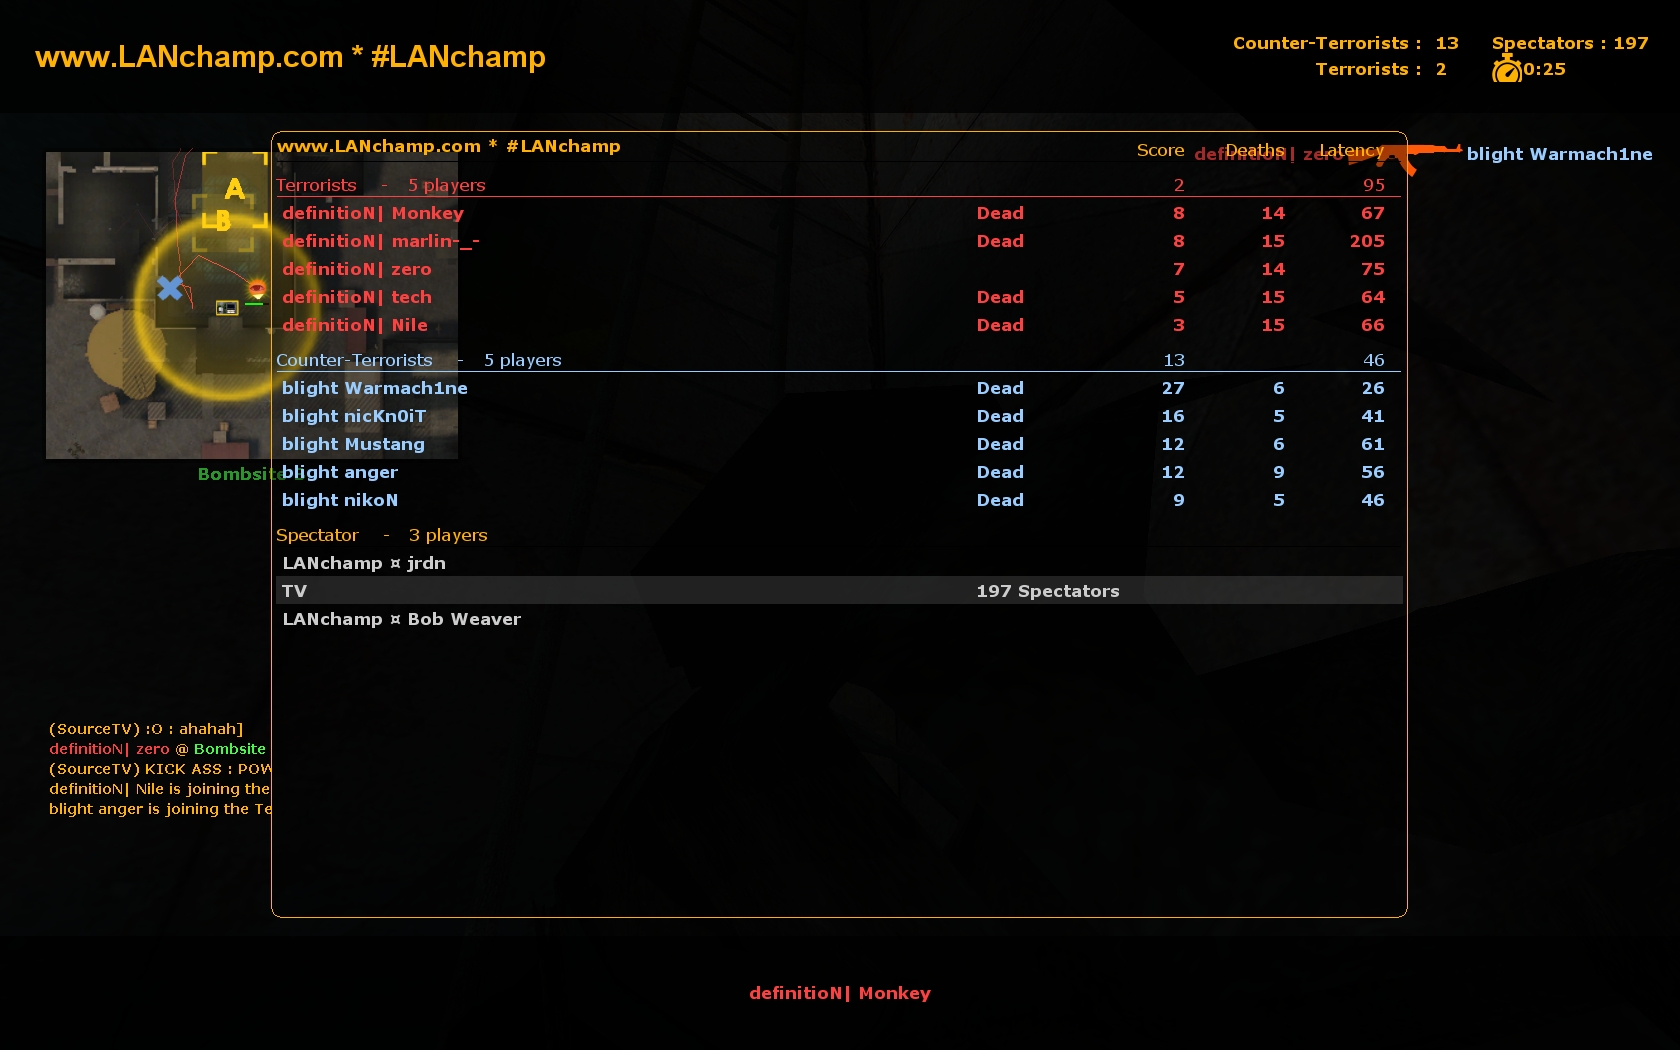 www.LANchamp.com * #LANchamp
Counter-Terrorists : 13 Spectators : 197
Terrorists : 2 0:25
www.LANchamp.com * #LANchamp
Score Deaths Latency
definitioN| zero blight Warmach1ne
A
B
Terrorists - 5 players 2 95
definitioN| Monkey Dead 8 14 67
definitioN| marlin-_- Dead 8 15 205
definitioN| zero 7 14 75
definitioN| tech Dead 5 15 64
definitioN| Nile Dead 3 15 66
Counter-Terrorists - 5 players 13 46
blight Warmach1ne Dead 27 6 26
blight nicKn0iT Dead 16 5 41
blight Mustang Dead 12 6 61
blight anger Dead 12 9 56
blight nikoN Dead 9 5 46
Bombsite
Spectator - 3 players
LANchamp ¤ jrdn
TV 197 Spectators
LANchamp ¤ Bob Weaver
(SourceTV) :O : ahahah]
definitioN| zero @ Bombsite
(SourceTV) KICK ASS : POW
definitioN| Nile is joining the
blight anger is joining the Te
definitioN| Monkey